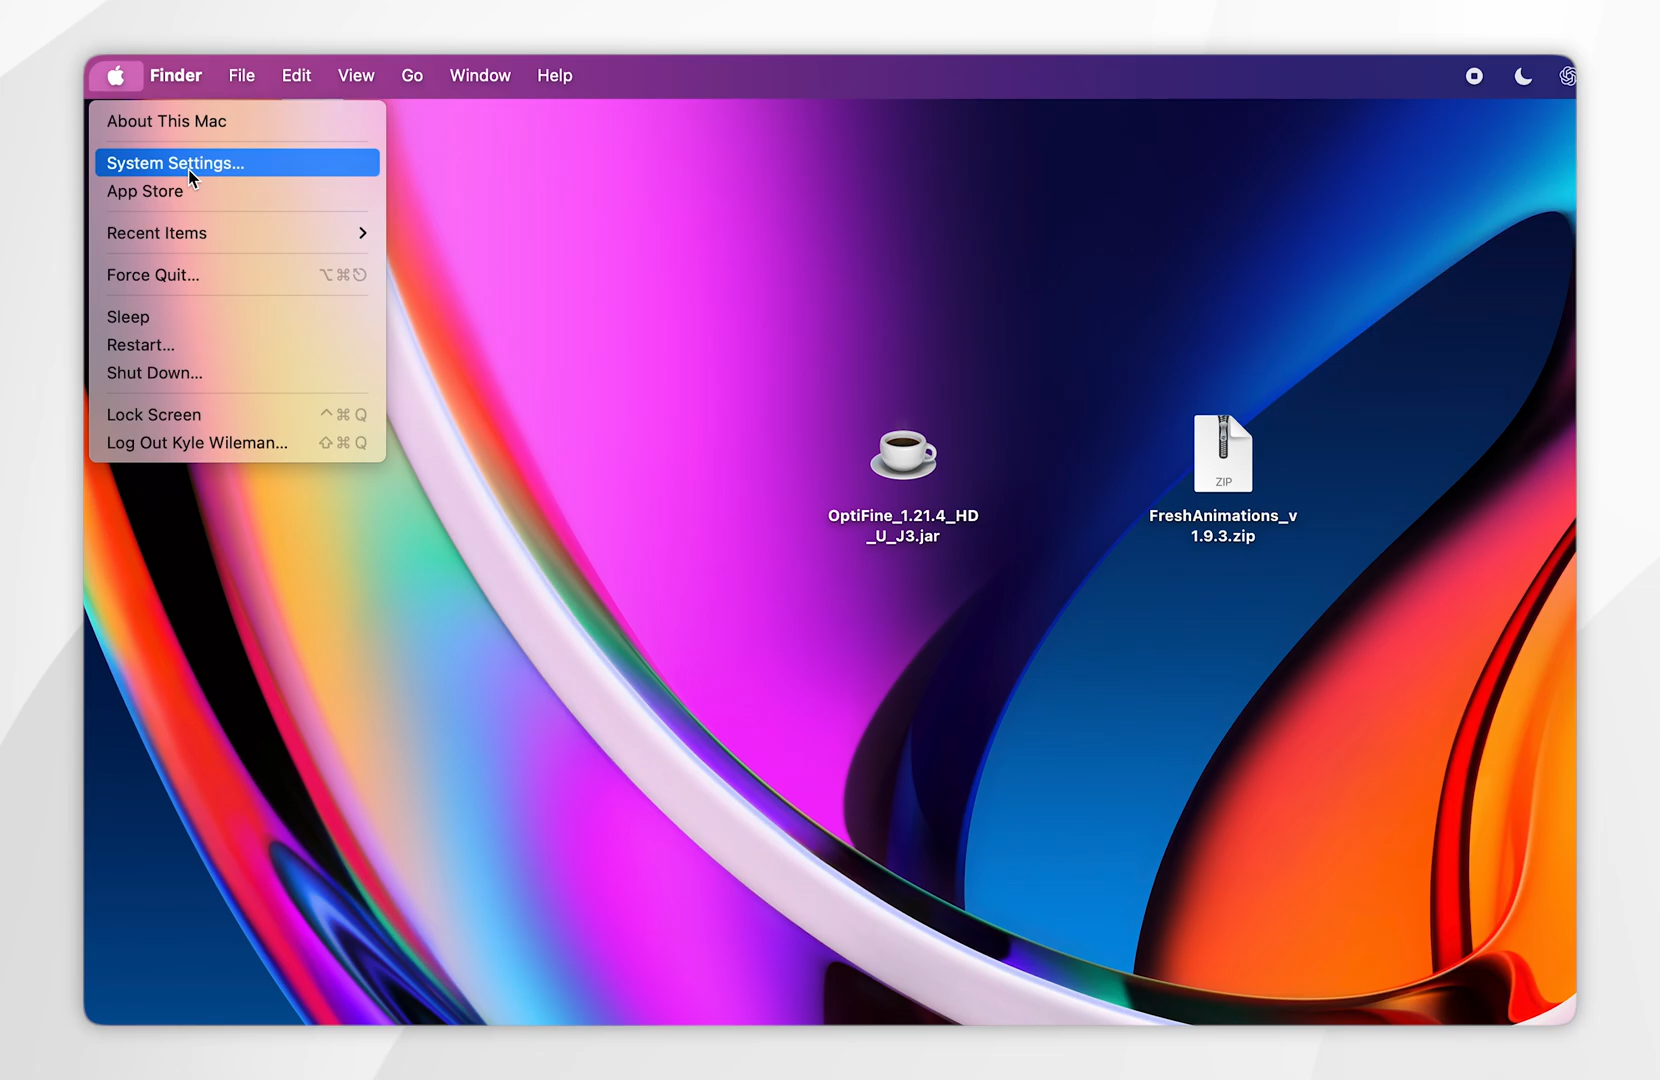 Finder File Edit View Go Window Help
About This Mac
System Settings...
App Store
Recent Items
Force Quit... ⌥⌘⎋
Sleep
Restart...
Shut Down...
Lock Screen ^⌘Q
Log Out Kyle Wileman... ⇧⌘Q
OptiFine_1.21.4_HD
_U_J3.jar
ZIP
FreshAnimations_v
1.9.3.zip